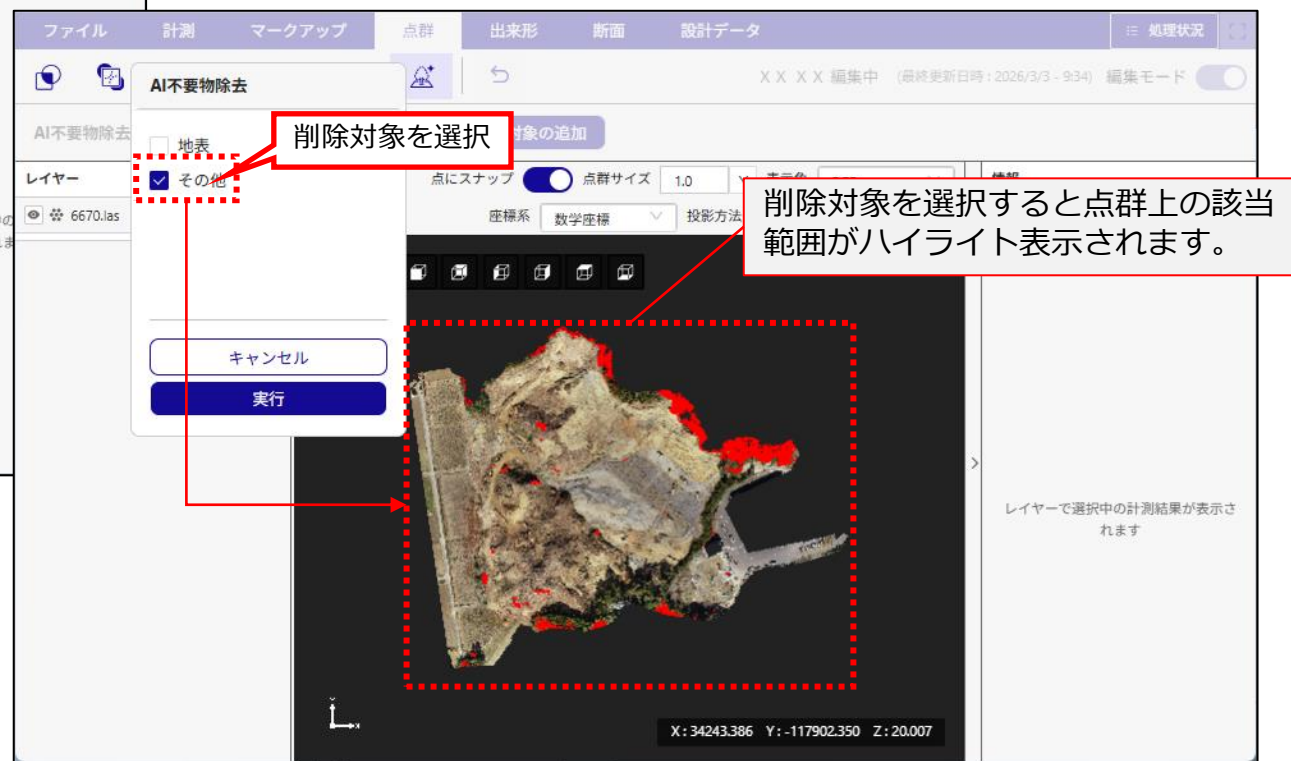 ファイル 計測 マークアップ 点群 出来形 断面 設計データ 処理状況
XX XX 編集中 (最終更新日時：2026/3/3 - 9:34) 編集モード
AI不要物除去
AI不要物除去
対象の追加
地表
その他
削除対象を選択
レイヤー
6670.las
点にスナップ 点群サイズ 1.0
座標系 数学座標 投影方法
削除対象を選択すると点群上の該当
範囲がハイライト表示されます。
キャンセル
実行
レイヤーで選択中の計測結果が表示さ
れます
X : 34243.386 Y : -117902.350 Z : 20.007